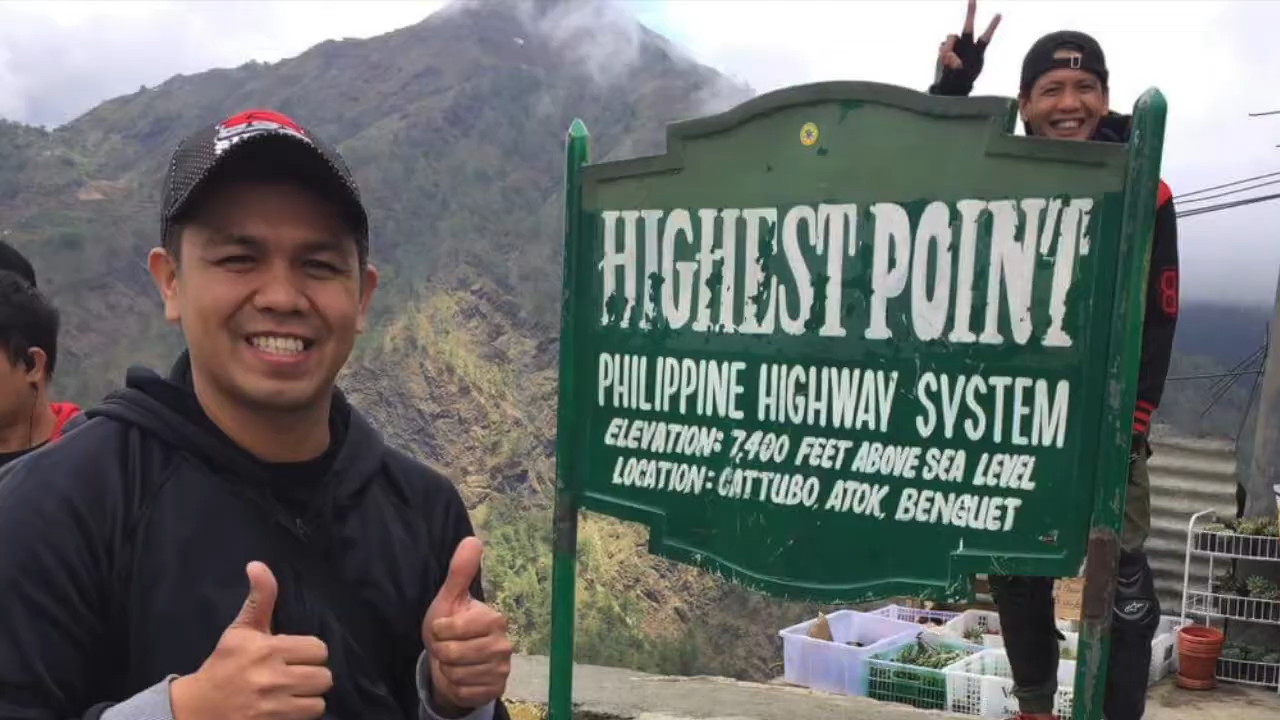 HIGHEST POINT
PHILIPPINE HIGHWAY SYSTEM
ELEVATION: 7,400 FEET ABOVE SEA LEVEL
LOCATION: CATTUBO, ATOK, BENGUET